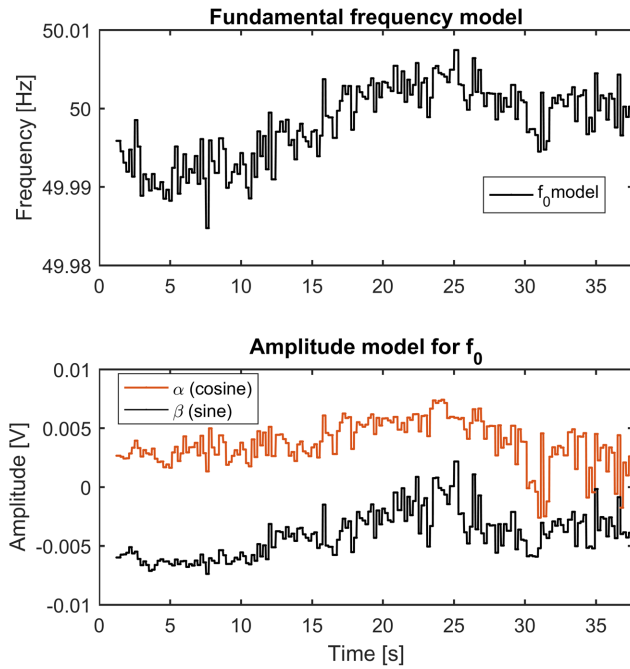 Fundamental frequency model
50.01
50
49.99
49.98
Frequency [Hz]
f0model
0 5 10 15 20 25 30 35
Amplitude model for f0
0.01
0.005
0
-0.005
-0.01
Amplitude [V]
α (cosine)
β (sine)
0 5 10 15 20 25 30 35
Time [s]